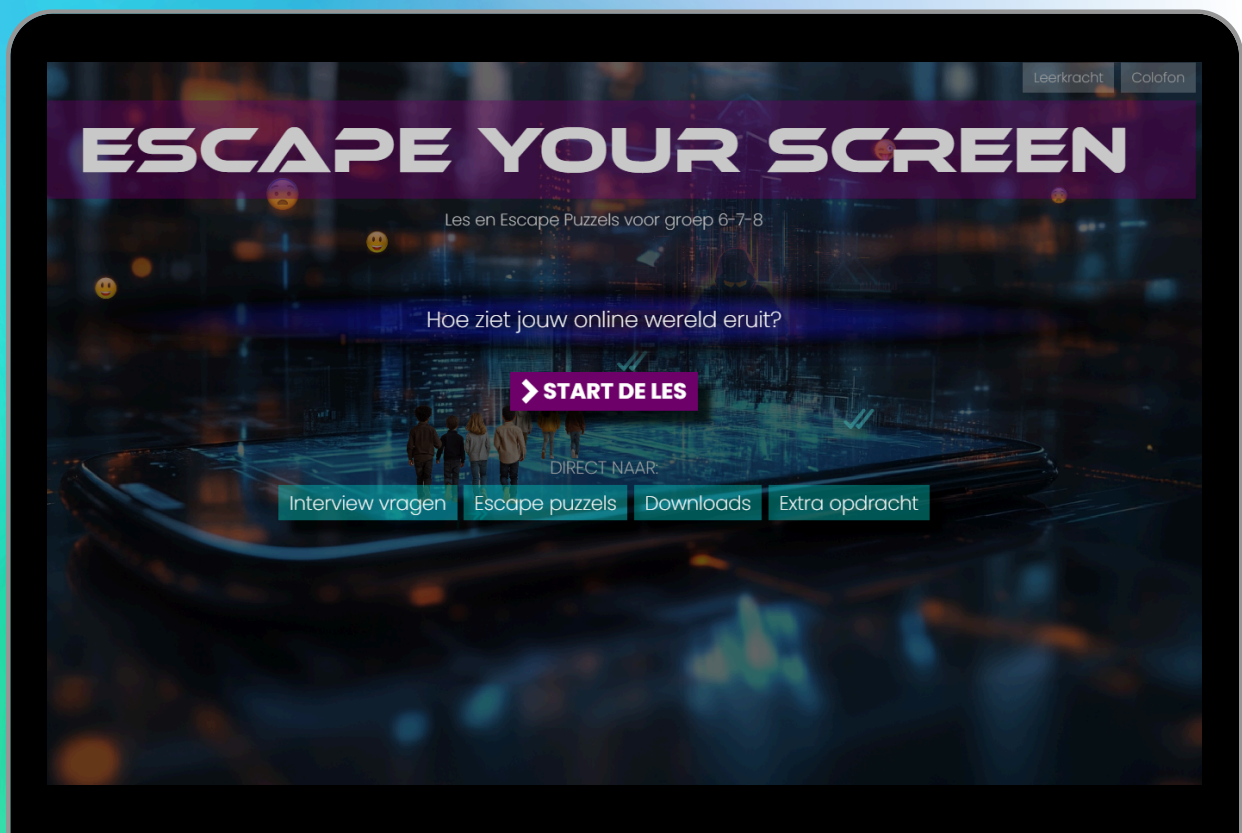 Leerkracht Colofon
ESCAPE YOUR SCREEN
Les en Escape Puzzels voor groep 6-7-8
Hoe ziet jouw online wereld eruit?
START DE LES
DIRECT NAAR:
Interview vragen Escape puzzels Downloads Extra opdracht